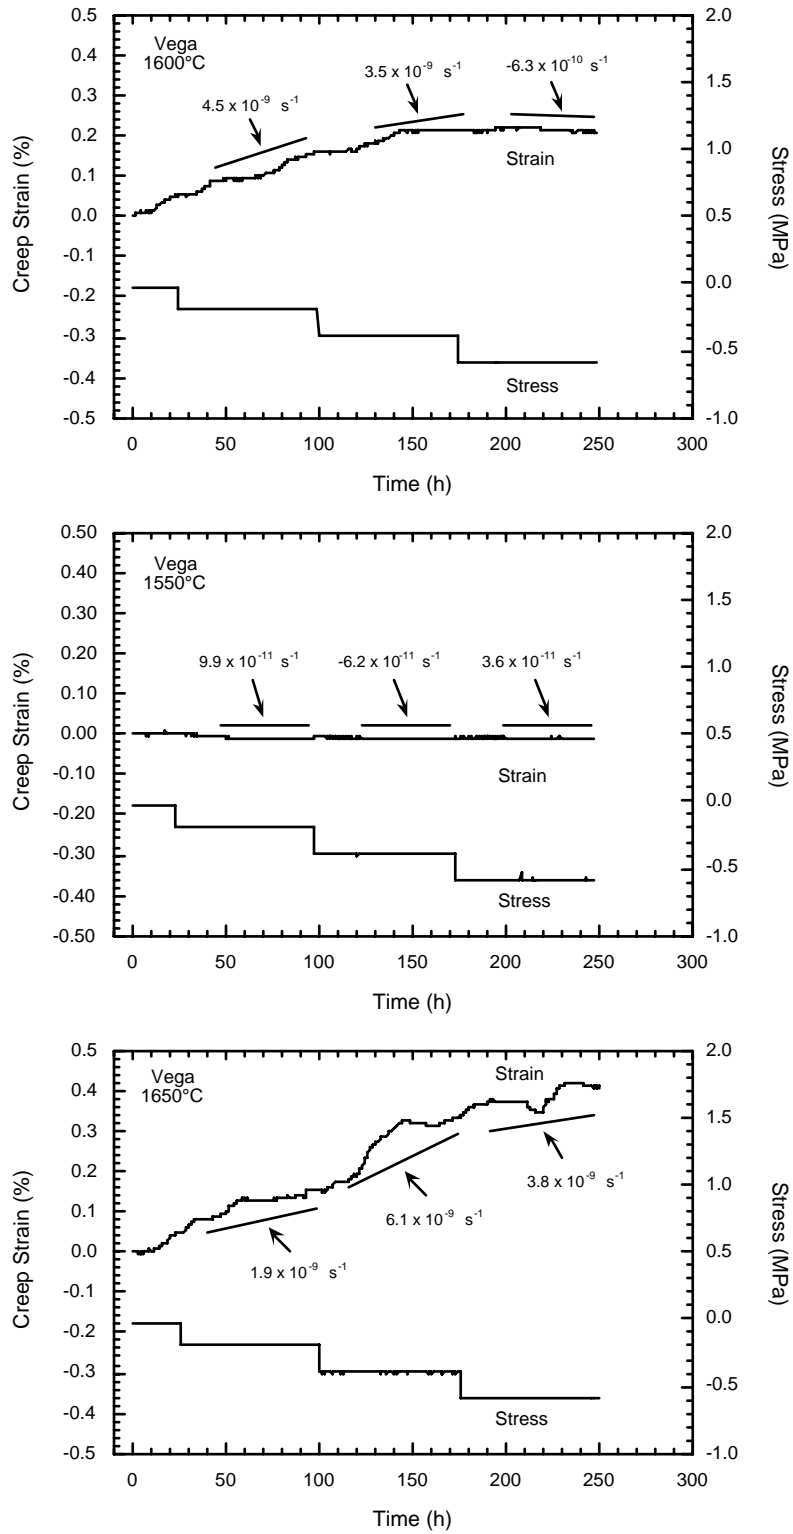 Vega
1600°C
4.5 x 10-9 s-1
3.5 x 10-9 s-1
-6.3 x 10-10 s-1
Strain
Stress
0.5
0.4
0.3
0.2
0.1
0.0
-0.1
-0.2
-0.3
-0.4
-0.5
Creep Strain (%)
2.0
1.5
1.0
0.5
0.0
-0.5
-1.0
Stress (MPa)
0 50 100 150 200 250 300
Time (h)
Vega
1550°C
9.9 x 10-11 s-1
-6.2 x 10-11 s-1
3.6 x 10-11 s-1
Strain
Stress
0.50
0.40
0.30
0.20
0.10
0.00
-0.10
-0.20
-0.30
-0.40
-0.50
Creep Strain (%)
2.0
1.5
1.0
0.5
0.0
-0.5
-1.0
Stress (MPa)
0 50 100 150 200 250 300
Time (h)
Vega
1650°C
Strain
3.8 x 10-9 s-1
6.1 x 10-9 s-1
1.9 x 10-9 s-1
Stress
0.5
0.4
0.3
0.2
0.1
0.0
-0.1
-0.2
-0.3
-0.4
-0.5
Creep Strain (%)
2.0
1.5
1.0
0.5
0.0
-0.5
-1.0
Stress (MPa)
0 50 100 150 200 250 300
Time (h)